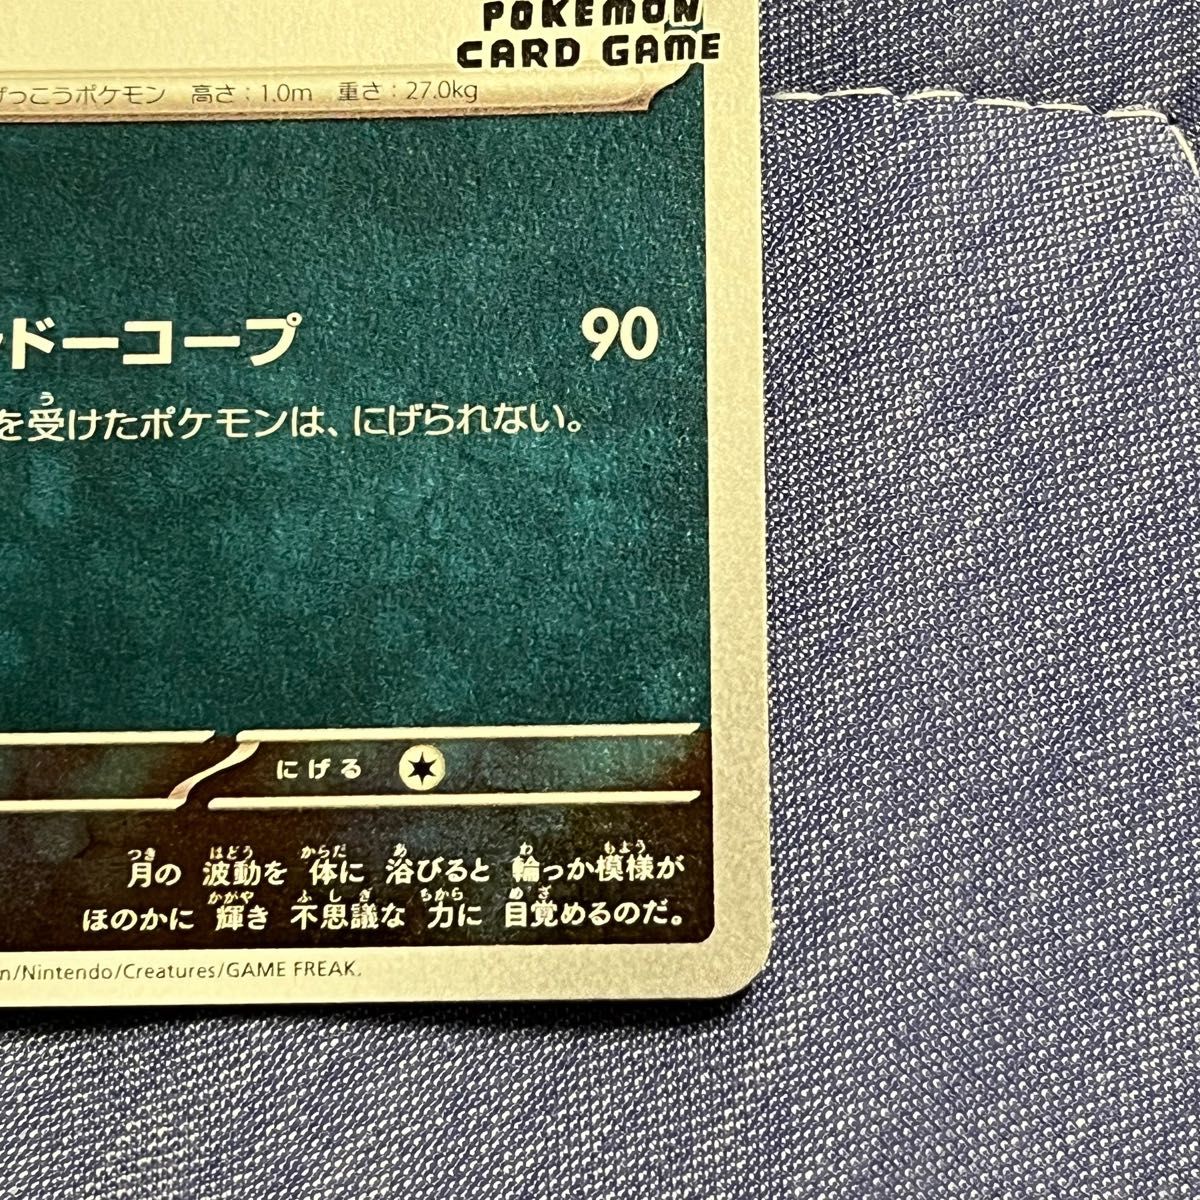 POKEMON
CARD GAME
げっこうポケモン 高さ:1.0m 重さ:27.0kg
ドーコープ 90
を受けたポケモンは、にげられない。
にげる
月の 波動を 体に 浴びると 輪っか模様が
ほのかに 輝き 不思議な 力に 目覚めるのだ。
n/Nintendo/Creatures/GAME FREAK.